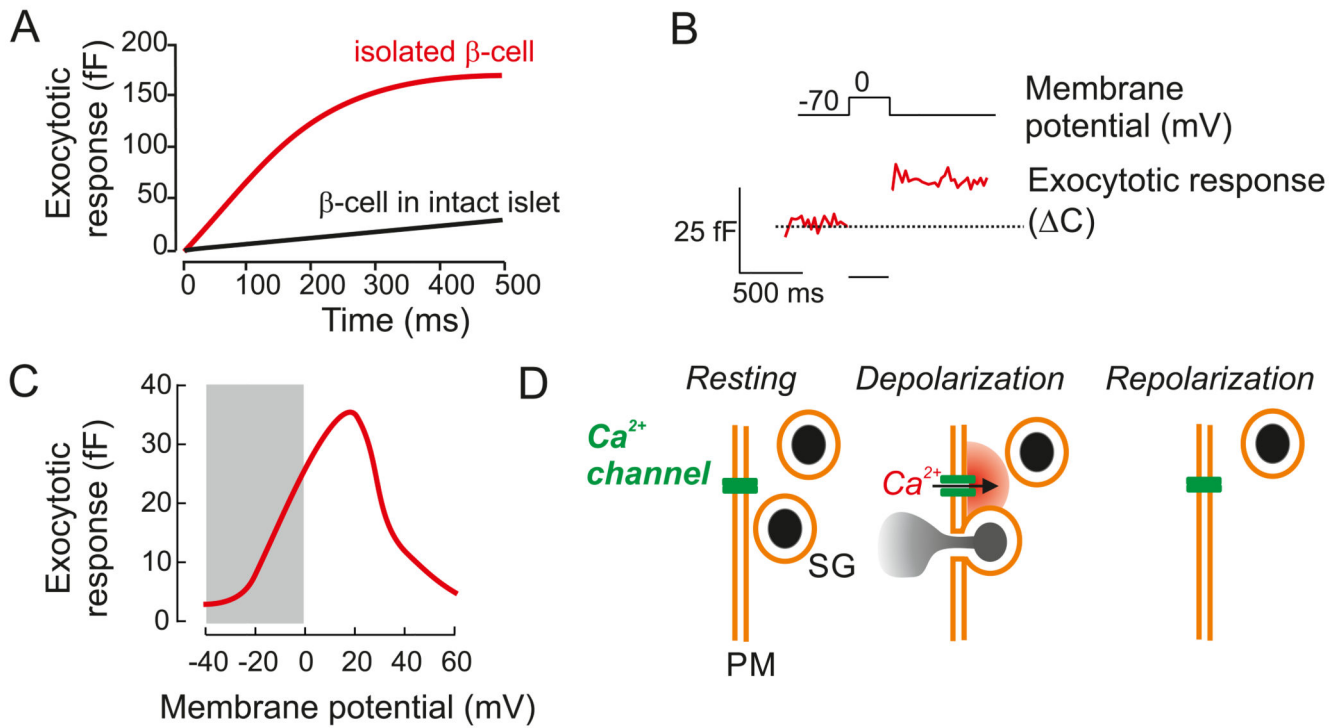 A
Exocytotic
response (fF)
200
150
100
50
0
isolated β-cell
β-cell in intact islet
0 100 200 300 400 500
Time (ms)
B
-70 0
Membrane
potential (mV)
Exocytotic response
(ΔC)
25 fF
500 ms
C
Exocytotic
response (fF)
40
30
20
10
0
-40 -20 0 20 40 60
Membrane potential (mV)
D
Resting Depolarization Repolarization
Ca²⁺
channel
Ca²⁺
SG
PM